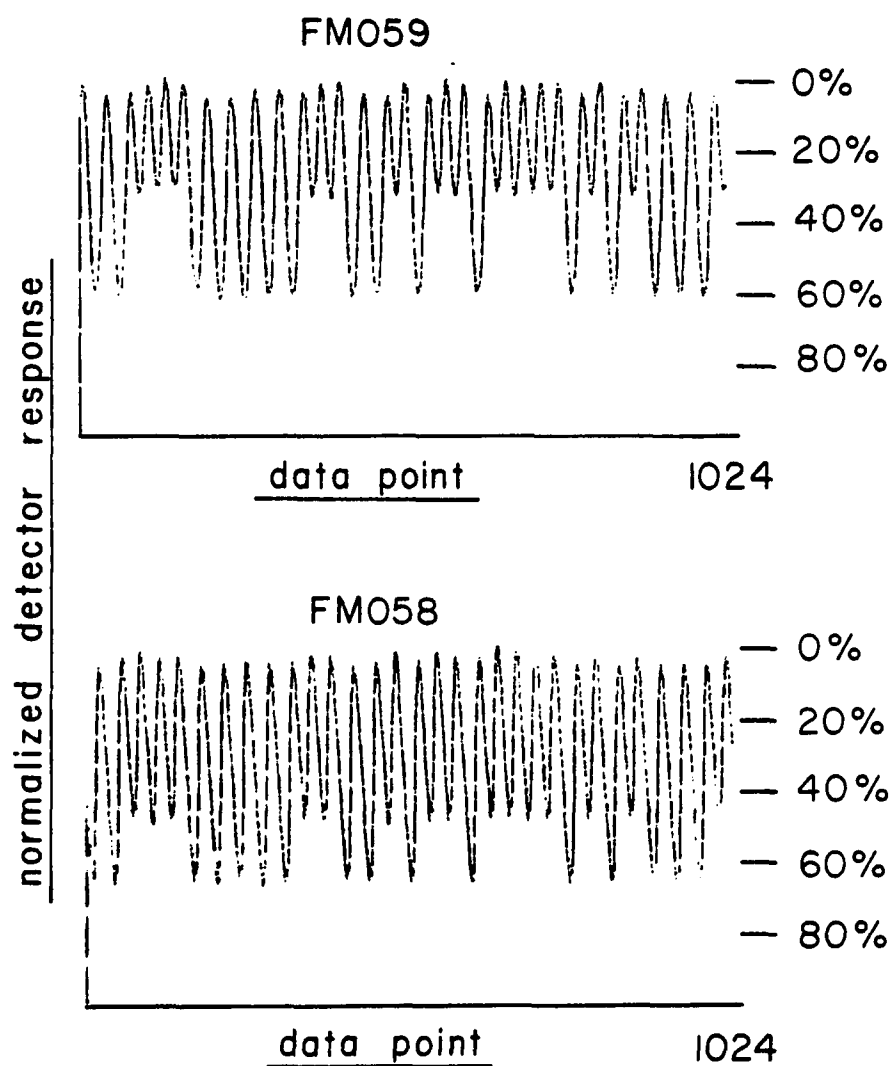 FM059
0%
20%
40%
60%
80%
data point 1024
normalized detector response
FM058
0%
20%
40%
60%
80%
data point 1024